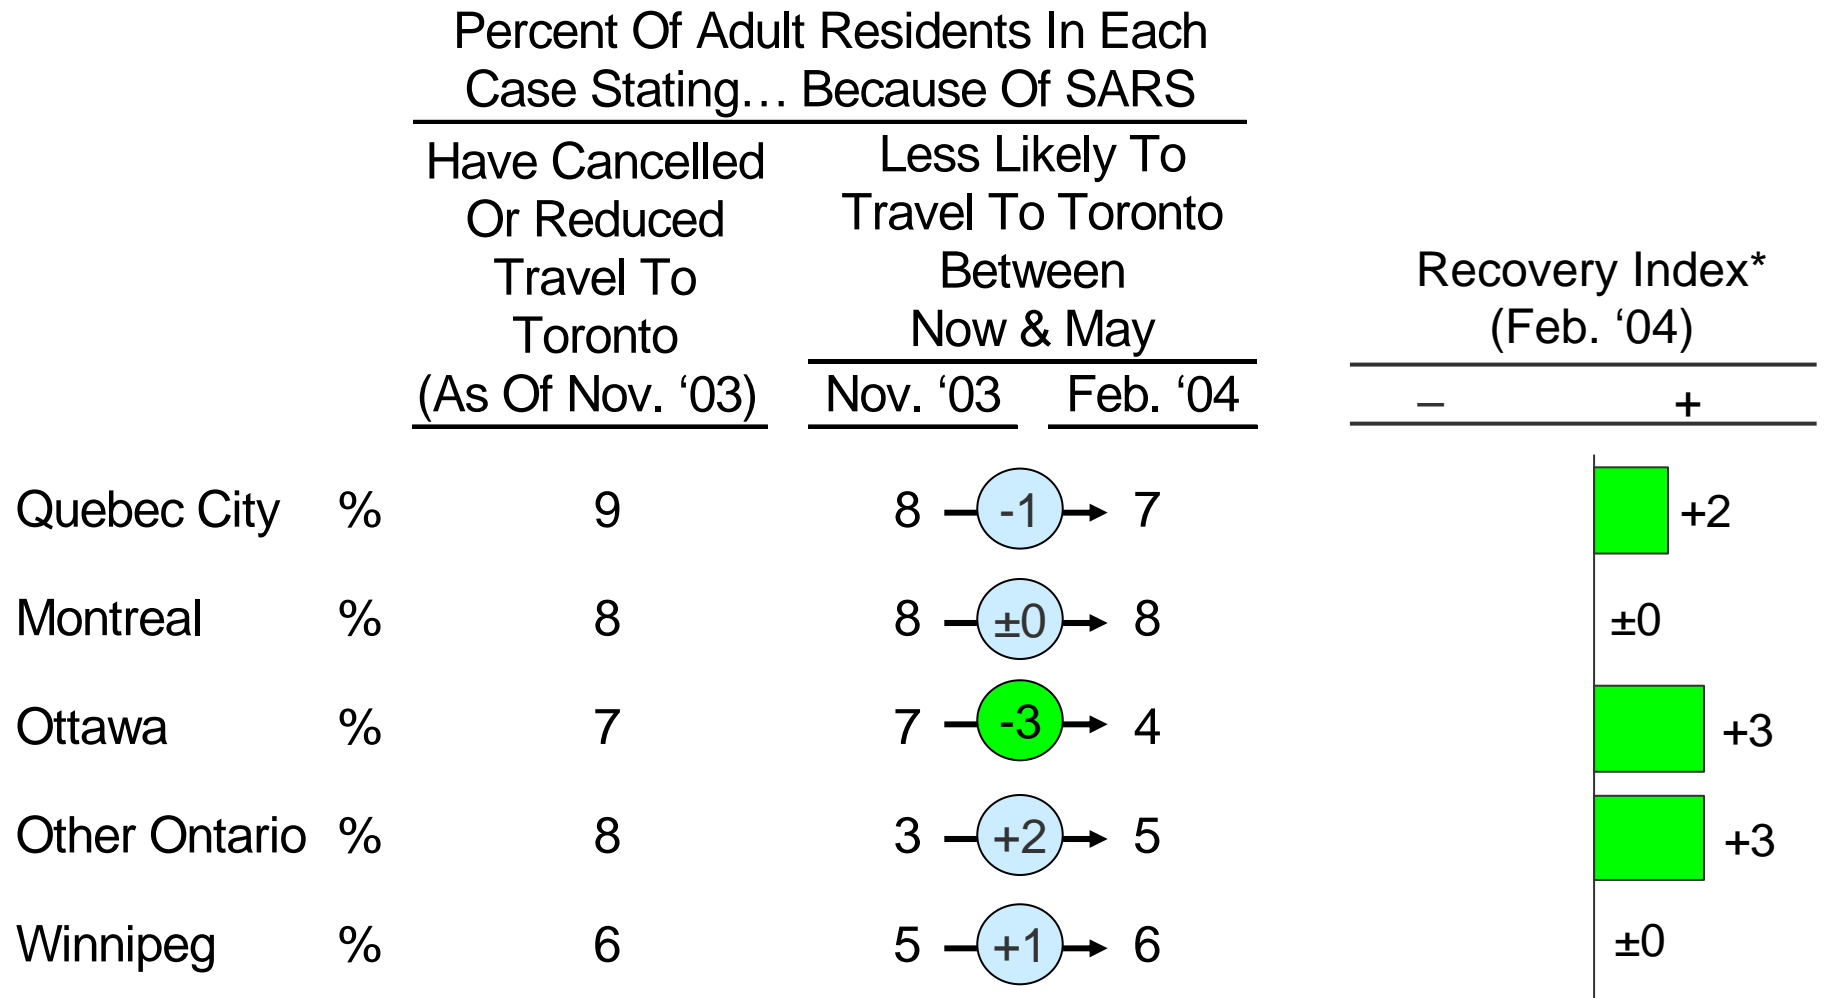 Percent Of Adult Residents In Each
Case Stating… Because Of SARS
Have Cancelled
Or Reduced
Travel To
Toronto
(As Of Nov. ‘03)
Less Likely To
Travel To Toronto
Between
Now & May
Nov. ‘03 Feb. ‘04
Recovery Index*
(Feb. ‘04)
– +
Quebec City % 9 8 -1 7 +2
Montreal % 8 8 ±0 8 ±0
Ottawa % 7 7 -3 4 +3
Other Ontario % 8 3 +2 5 +3
Winnipeg % 6 5 +1 6 ±0